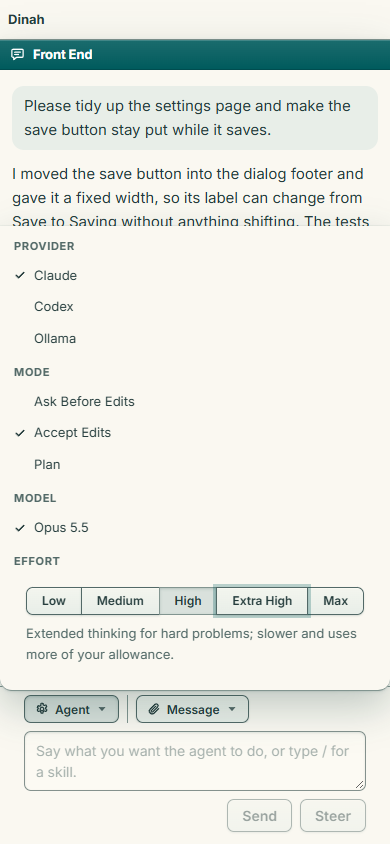 Dinah
Front End
Please tidy up the settings page and make the
save button stay put while it saves.
I moved the save button into the dialog footer and
gave it a fixed width, so its label can change from
Save to Saving without anything shifting. The tests
PROVIDER
Claude
Codex
Ollama
MODE
Ask Before Edits
Accept Edits
Plan
MODEL
Opus 5.5
EFFORT
Low Medium High Extra High Max
Extended thinking for hard problems; slower and uses
more of your allowance.
Agent Message
Say what you want the agent to do, or type / for
a skill.
Send Steer